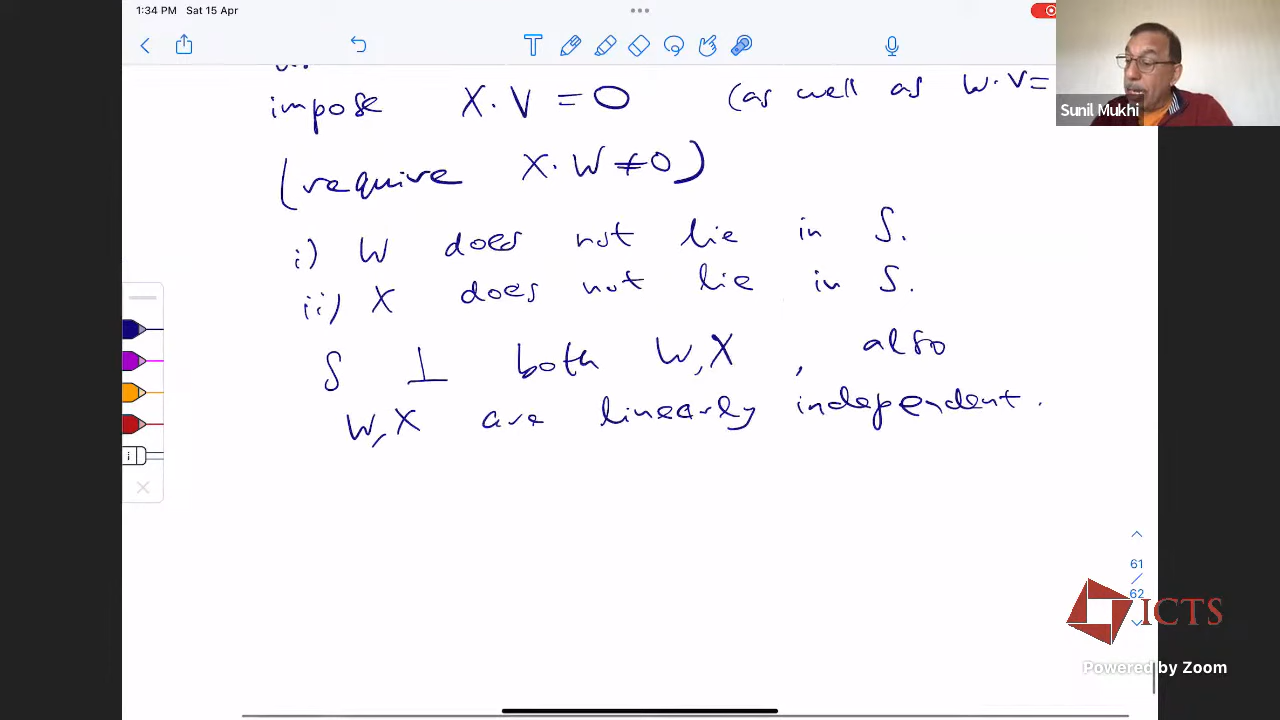 1:34 PM Sat 15 Apr
impose X·V = 0 (as well as W·V=
Sunil Mukhi
(require X·W≠0)
i) W does not lie in S.
ii) X does not lie in S.
S ⊥ both W,X, also
W,X are linearly independent.
61
/
62
ICTS
Powered by Zoom